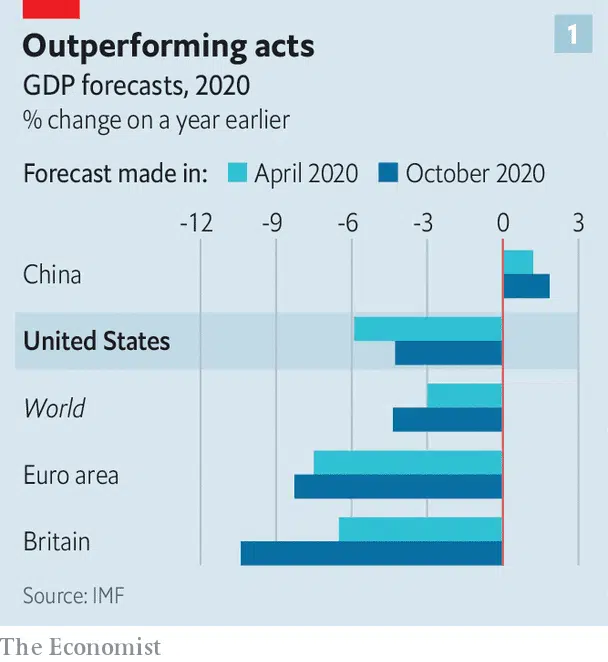 1
Outperforming acts
GDP forecasts, 2020
% change on a year earlier
Forecast made in: April 2020 October 2020
-12 -9 -6 -3 0 3
China
United States
World
Euro area
Britain
Source: IMF
The Economist